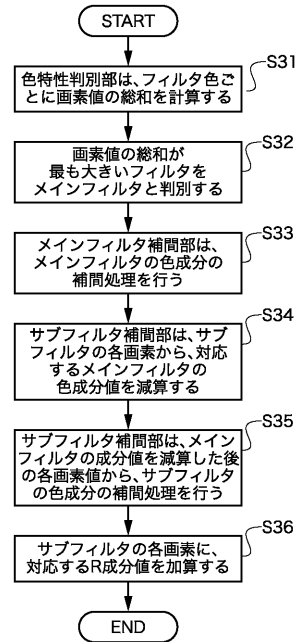 START
S31
色特性判別部は、フィルタ色ご
とに画素値の総和を計算する
S32
画素値の総和が
最も大きいフィルタを
メインフィルタと判別する
S33
メインフィルタ補間部は、
メインフィルタの色成分の
補間処理を行う
S34
サブフィルタ補間部は、サブ
フィルタの各画素から、対応
するメインフィルタの
色成分値を減算する
S35
サブフィルタ補間部は、メイン
フィルタの成分値を減算した後
の各画素値から、サブフィルタ
の色成分の補間処理を行う
S36
サブフィルタの各画素に、
対応するR成分値を加算する
END